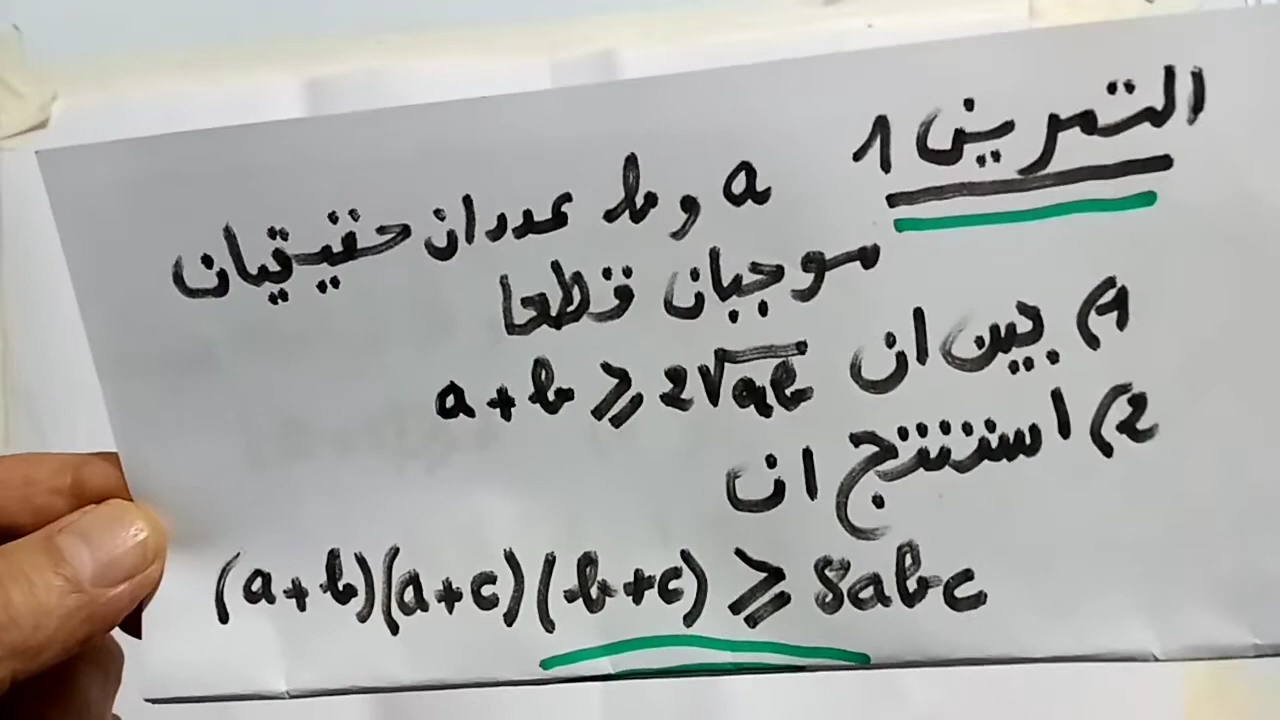 التمرين 1
a و b عددان حقيقيان
موجبان قطعا
1) بين ان a+b ⩾ 2√ab
2) استنتج ان
(a+b)(a+c)(b+c) ⩾ 8abc